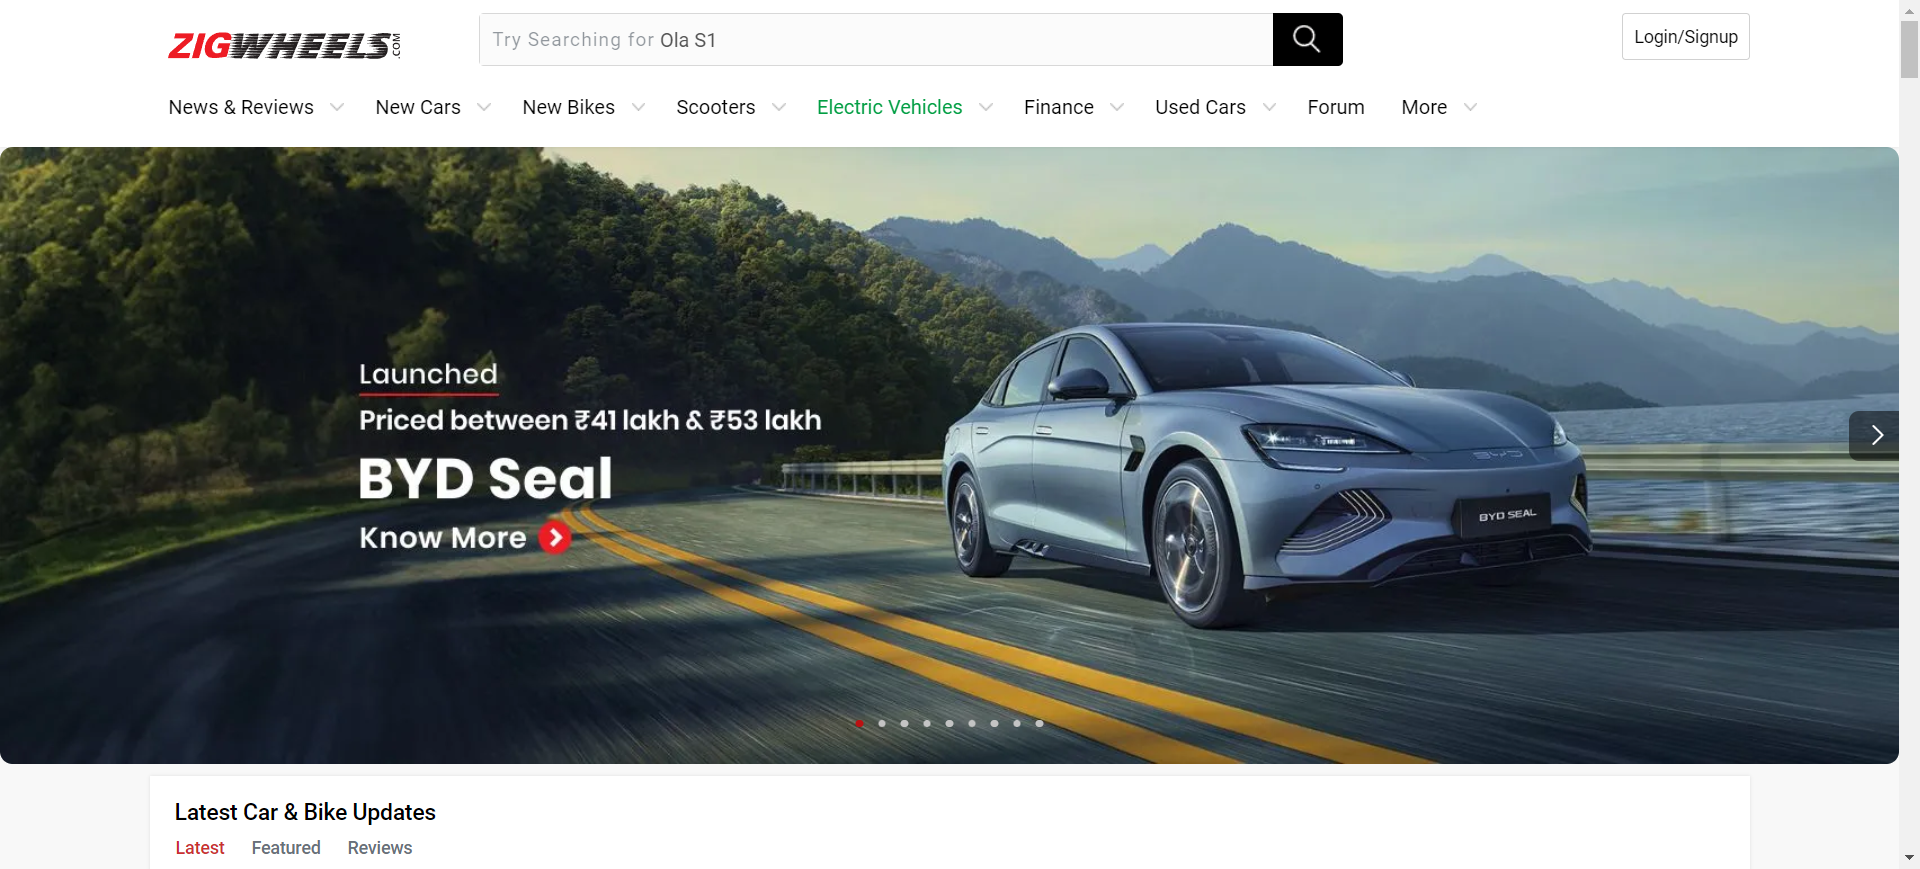 ZIGWHEELS.COM
Try Searching for Ola S1
Login/Signup
News & Reviews New Cars New Bikes Scooters Electric Vehicles Finance Used Cars Forum More
Launched
Priced between ₹41 lakh & ₹53 lakh
BYD Seal
Know More
BYD
BYD SEAL
Latest Car & Bike Updates
Latest Featured Reviews